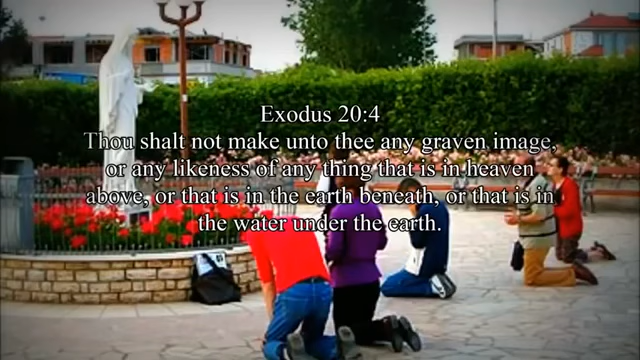 Exodus 20:4
Thou shalt not make unto thee any graven image,
or any likeness of any thing that is in heaven
above, or that is in the earth beneath, or that is in
the water under the earth.